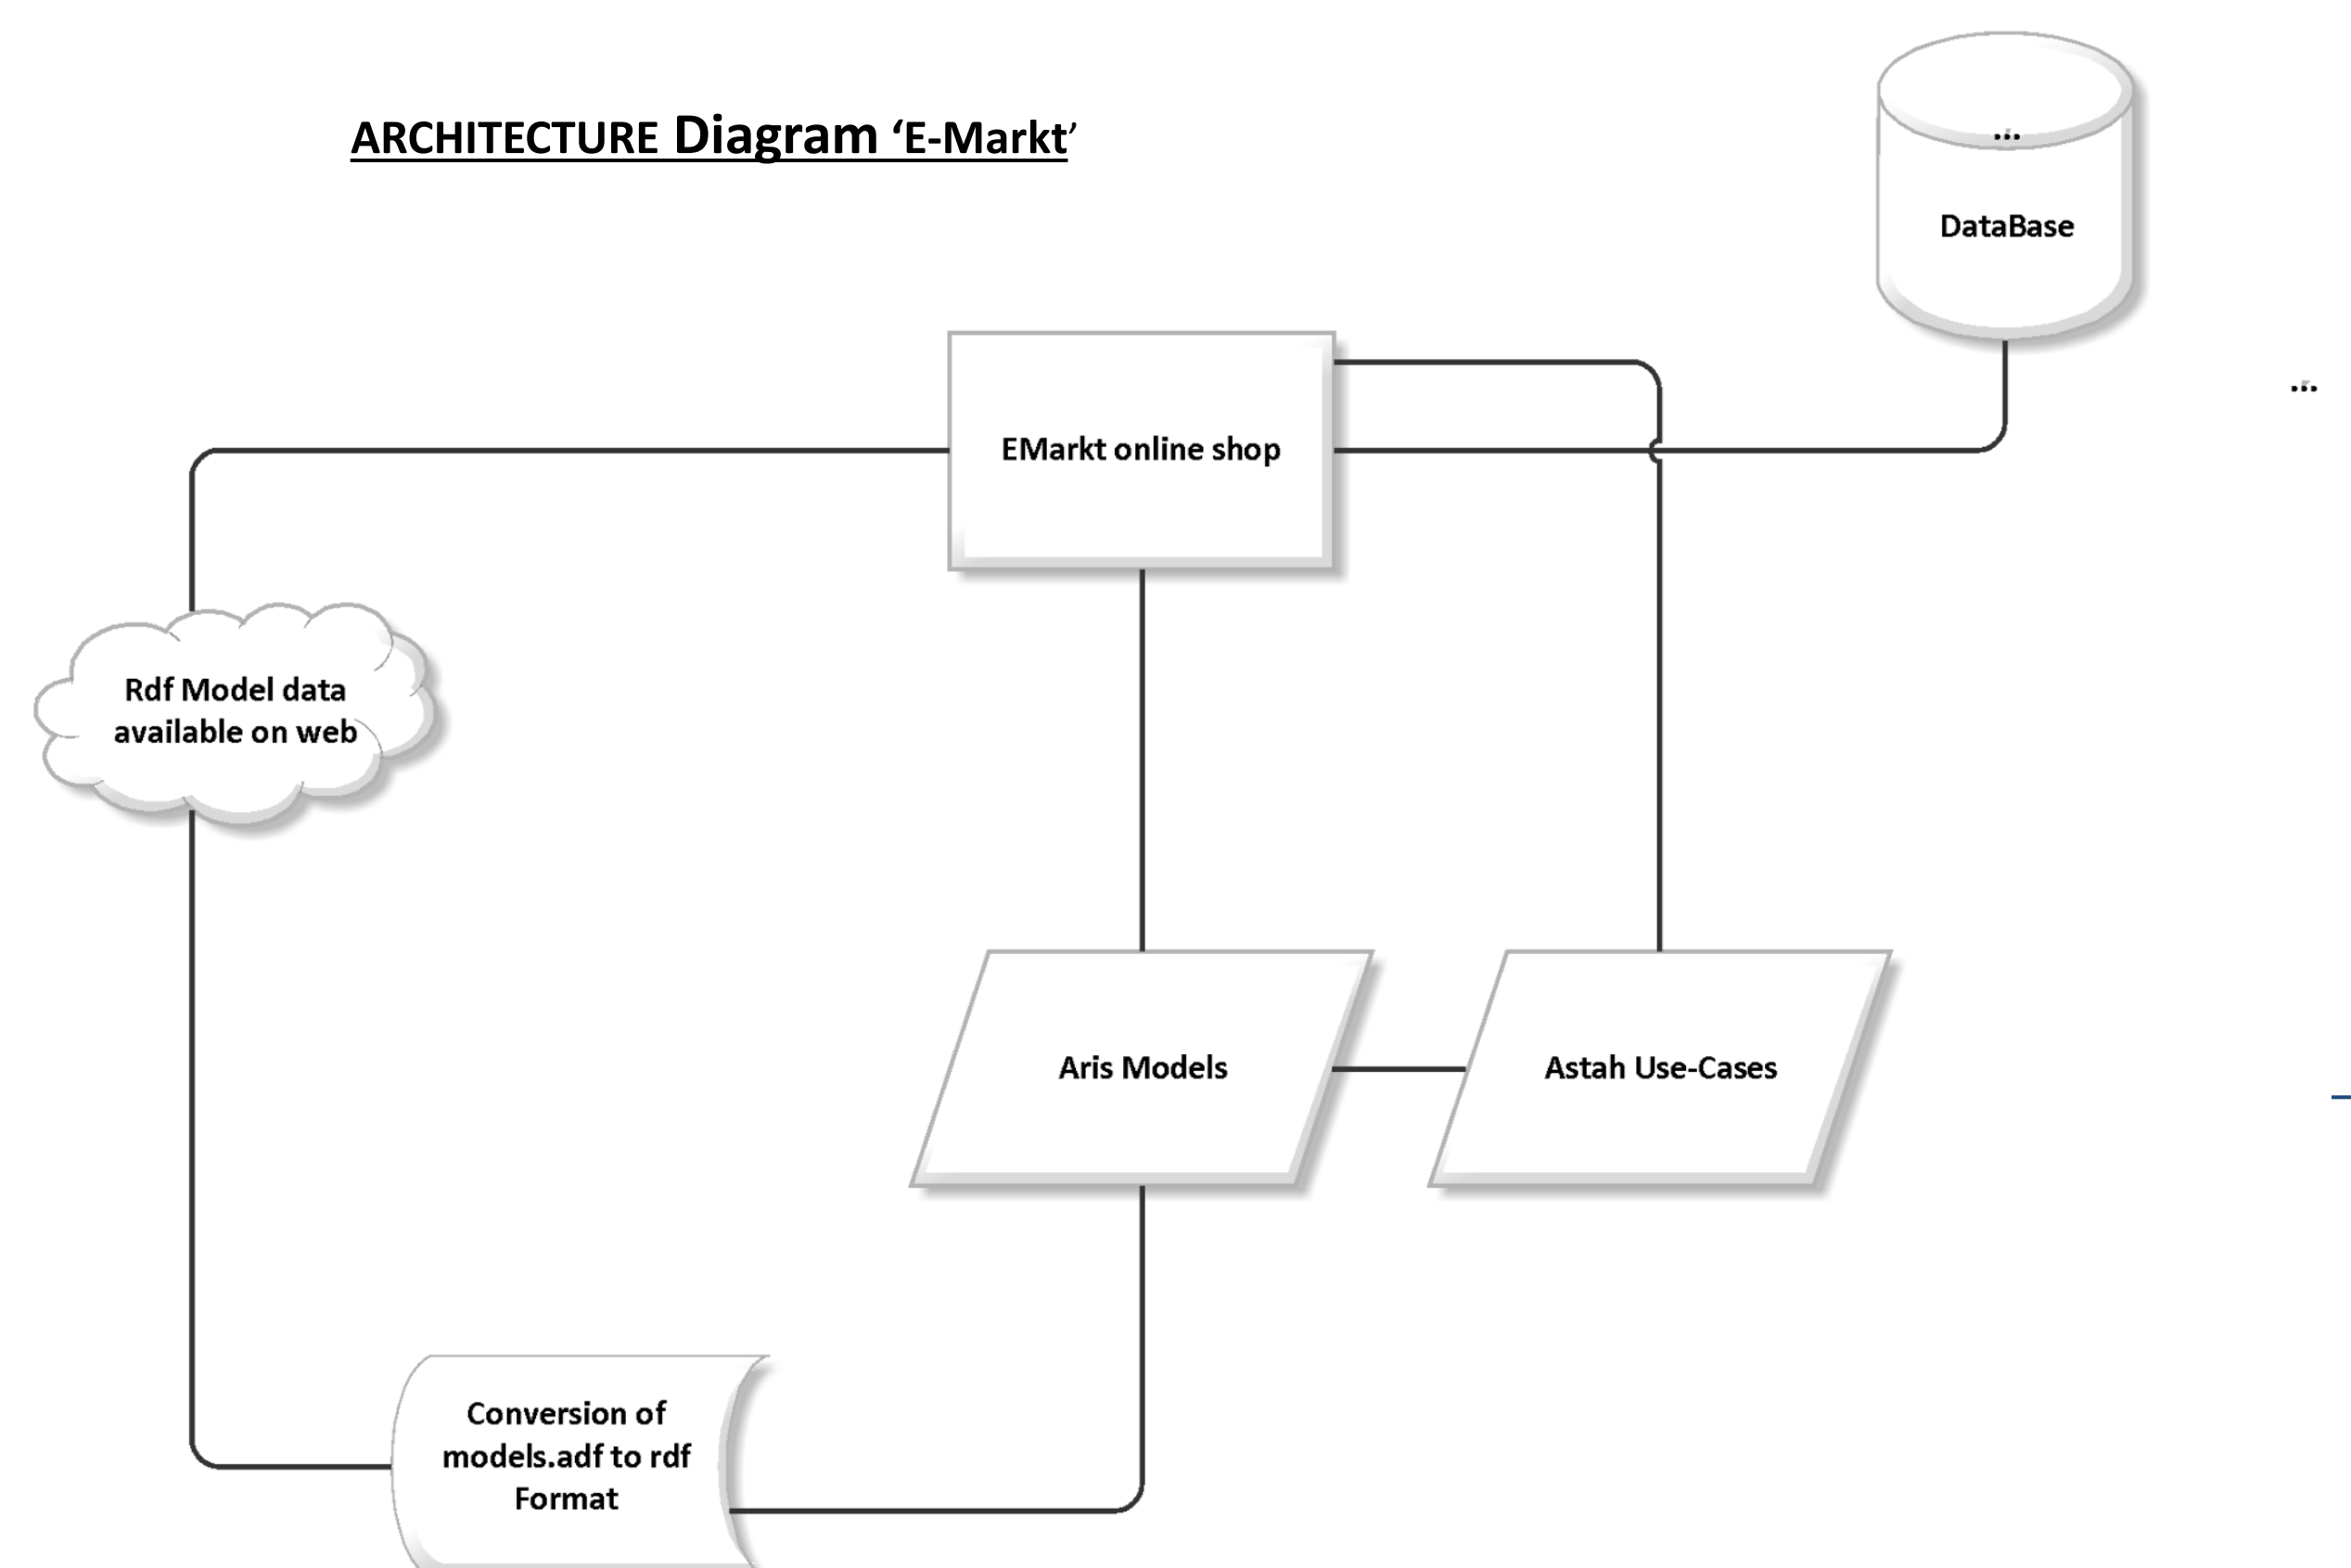 ARCHITECTURE Diagram ‘E-Markt’
...
DataBase
EMarkt online shop
...
Rdf Model data
available on web
Aris Models
Astah Use-Cases
Conversion of
models.adf to rdf
Format